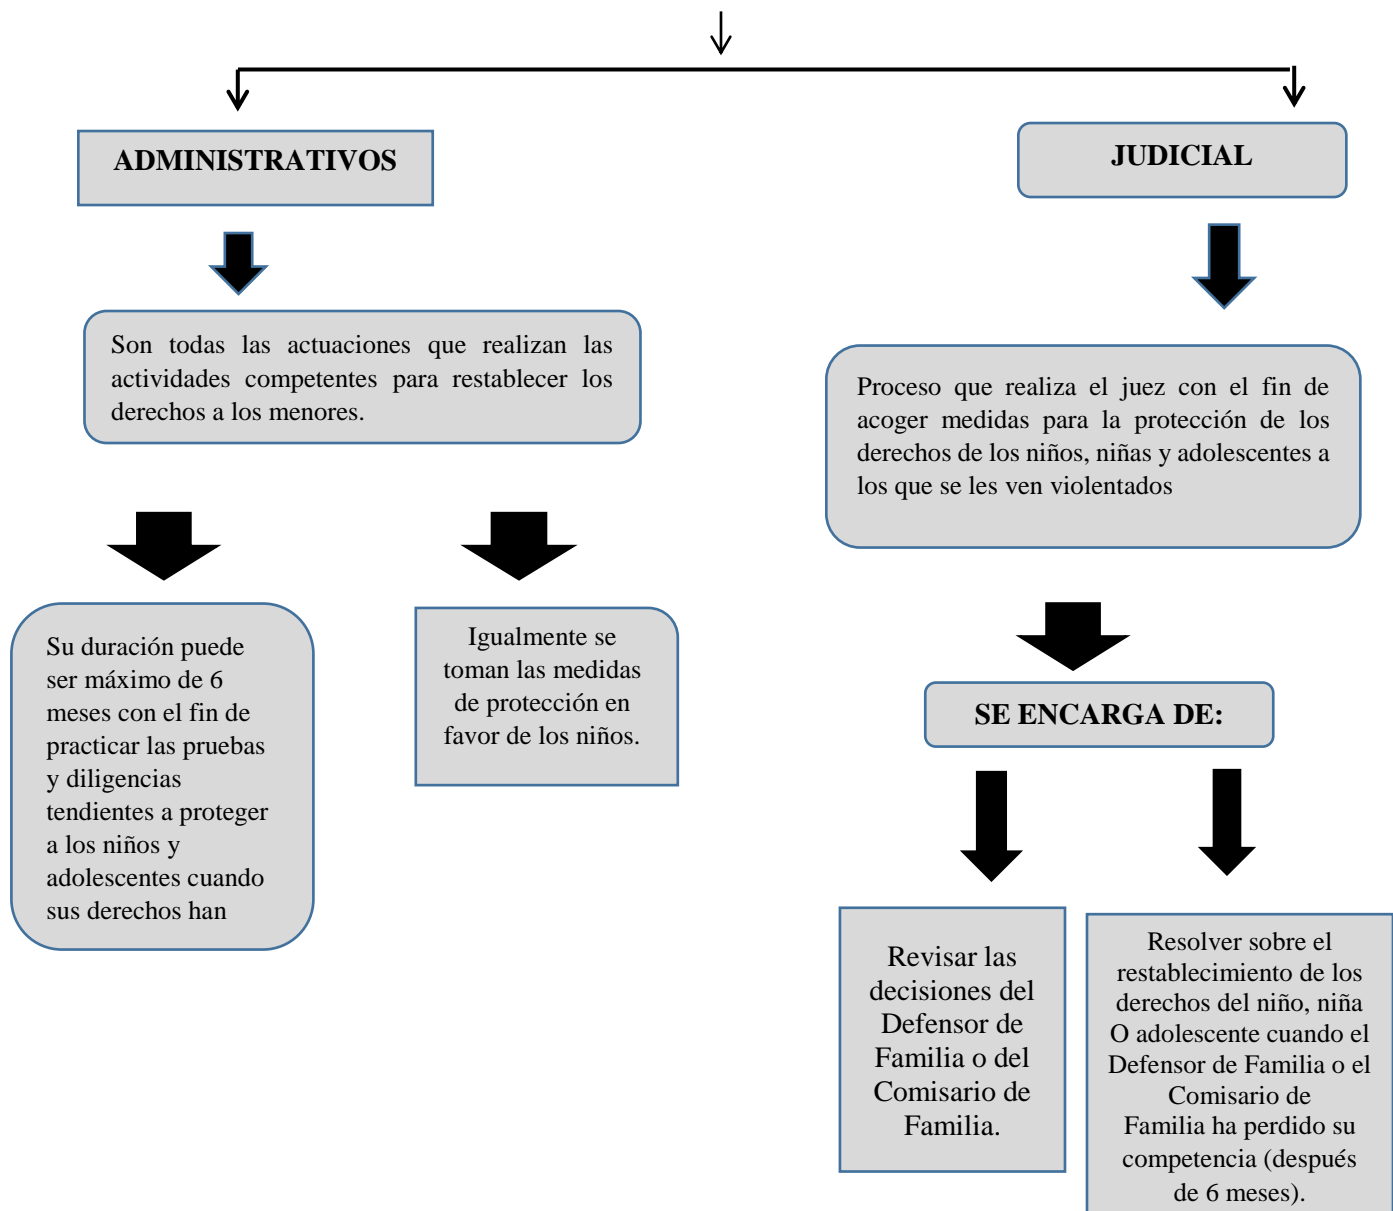 ADMINISTRATIVOS
Son todas las actuaciones que realizan las
actividades competentes para restablecer los
derechos a los menores.
Su duración puede
ser máximo de 6
meses con el fin de
practicar las pruebas
y diligencias
tendientes a proteger
a los niños y
adolescentes cuando
sus derechos han
Igualmente se
toman las medidas
de protección en
favor de los niños.
JUDICIAL
Proceso que realiza el juez con el fin de
acoger medidas para la protección de los
derechos de los niños, niñas y adolescentes a
los que se les ven violentados
SE ENCARGA DE:
Revisar las
decisiones del
Defensor de
Familia o del
Comisario de
Familia.
Resolver sobre el
restablecimiento de los
derechos del niño, niña
O adolescente cuando el
Defensor de Familia o el
Comisario de
Familia ha perdido su
competencia (después
de 6 meses).